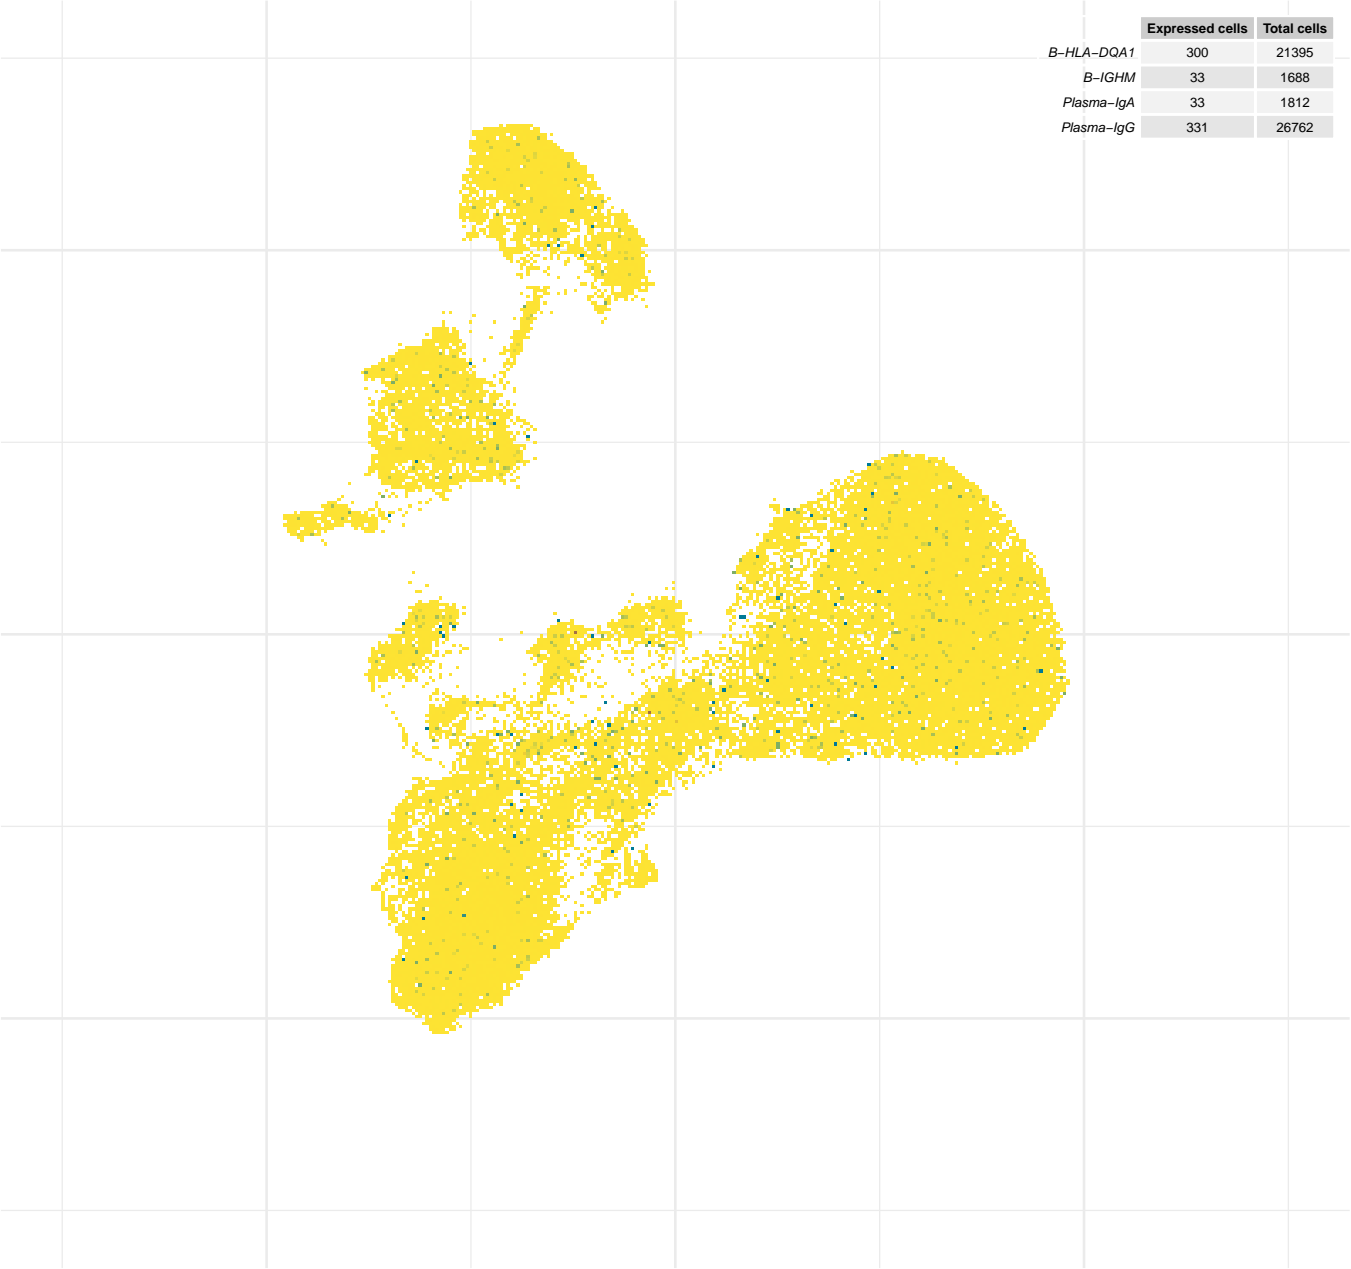 Expressed cells Total cells
B−HLA−DQA1 300 21395
B−IGHM 33 1688
Plasma−IgA 33 1812
Plasma−IgG 331 26762